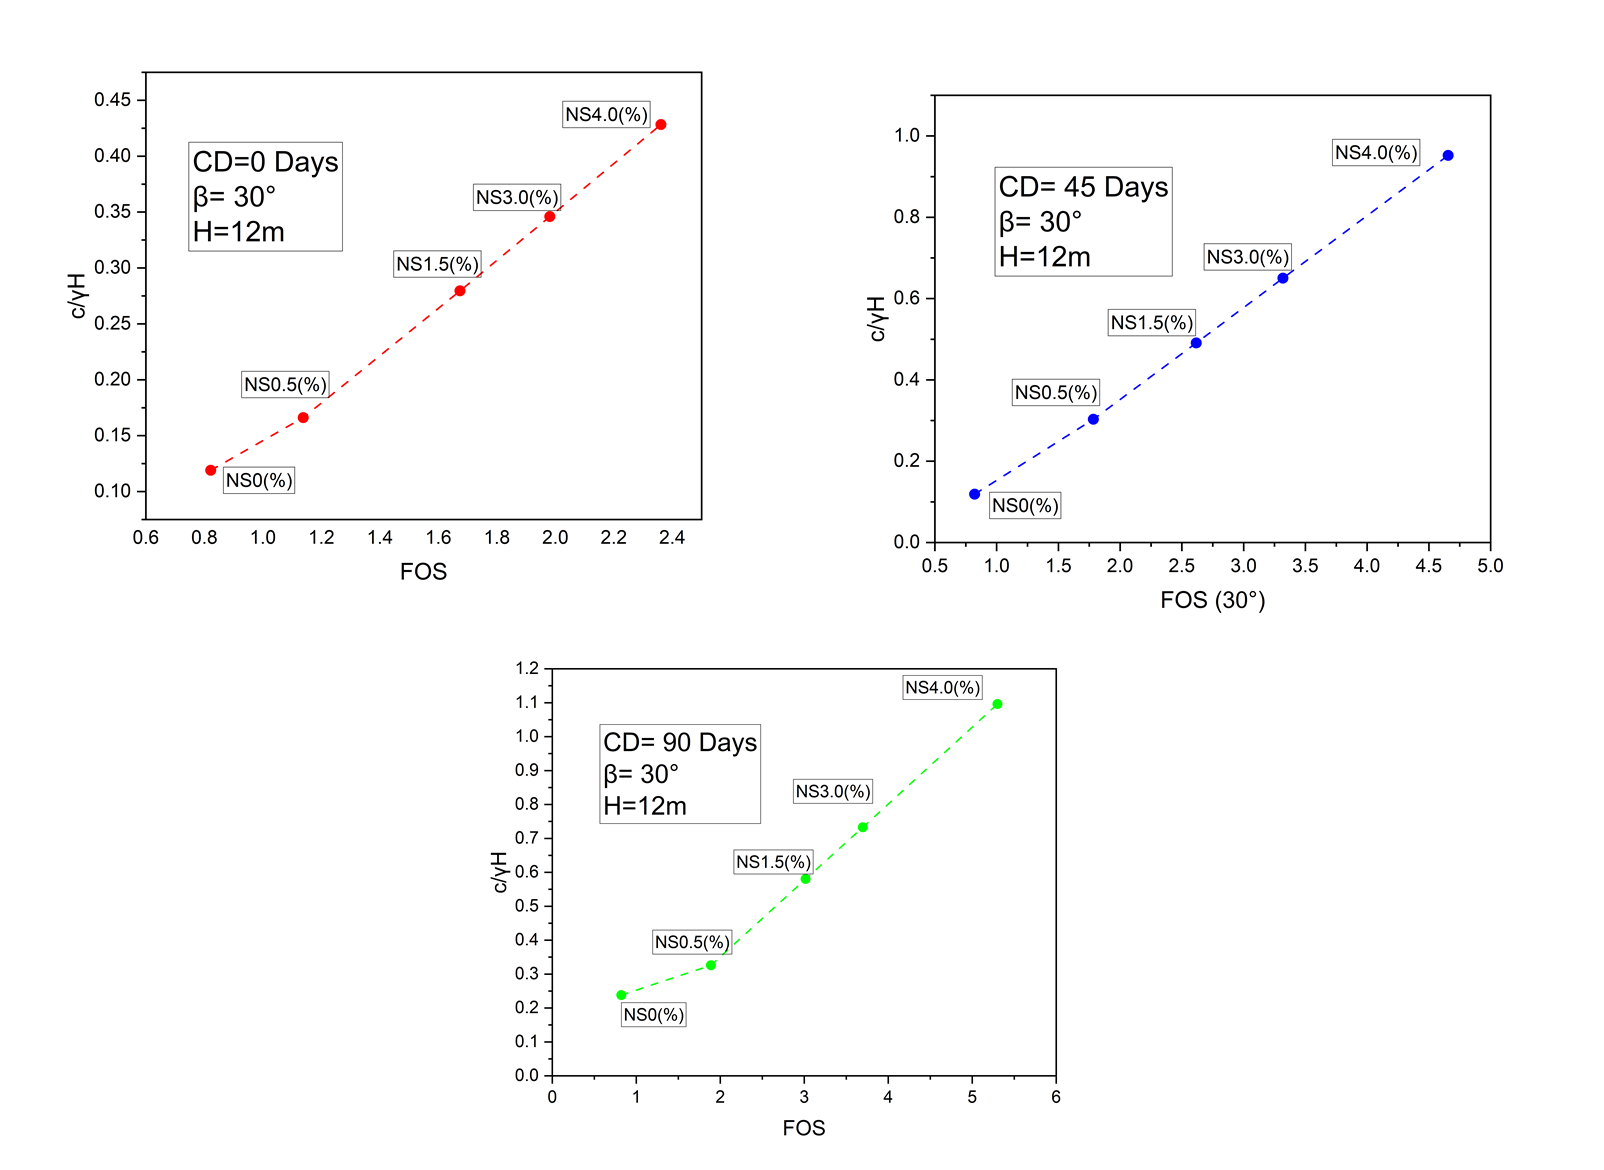 0.45
0.40
0.35
0.30
0.25
0.20
0.15
0.10
c/γH
CD=0 Days
β= 30°
H=12m
NS4.0(%)
NS3.0(%)
NS1.5(%)
NS0.5(%)
NS0(%)
0.6 0.8 1.0 1.2 1.4 1.6 1.8 2.0 2.2 2.4
FOS
1.0
0.8
0.6
0.4
0.2
0.0
c/γH
CD= 45 Days
β= 30°
H=12m
NS4.0(%)
NS3.0(%)
NS1.5(%)
NS0.5(%)
NS0(%)
0.5 1.0 1.5 2.0 2.5 3.0 3.5 4.0 4.5 5.0
FOS (30°)
1.2
1.1
1.0
0.9
0.8
0.7
0.6
0.5
0.4
0.3
0.2
0.1
0.0
c/γH
CD= 90 Days
β= 30°
H=12m
NS4.0(%)
NS3.0(%)
NS1.5(%)
NS0.5(%)
NS0(%)
0 1 2 3 4 5 6
FOS